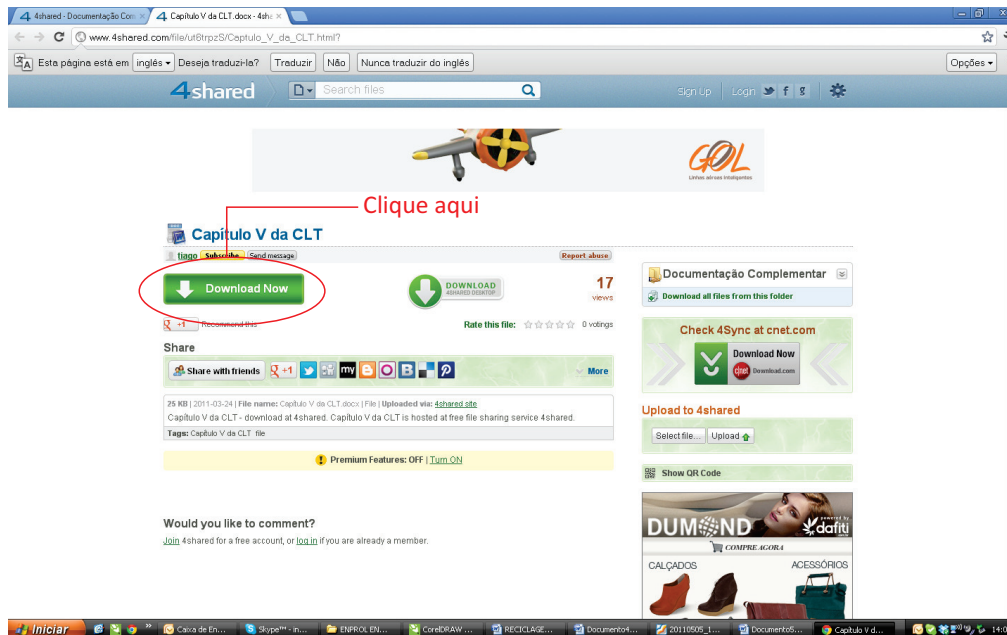 4shared - Documentação Com
Capítulo V da CLT.docx - 4sha
www.4shared.com/file/ut6trpzS/Captulo_V_da_CLT.html?
Esta página está em inglês Deseja traduzi-la? Traduzir Não Nunca traduzir do inglês Opções
4shared Search files Sign Up Login
GOL
Linhas aéreas inteligentes
Clique aqui
Capítulo V da CLT
tiago Subscribe Send message Report abuse
Download Now
DOWNLOAD
4SHARED DESKTOP
17
views
Documentação Complementar
Download all files from this folder
+1 Recommend this Rate this file: 0 votings
Check 4Sync at cnet.com
Download Now
cnet Download.com
Share
Share with friends +1 my B More
25 KB | 2011-03-24 | File name: Capítulo V da CLT.docx | File | Uploaded via: 4shared site
Capítulo V da CLT - download at 4shared. Capítulo V da CLT is hosted at free file sharing service 4shared.
Tags: Capítulo V da CLT file
Upload to 4shared
Select file... Upload
Premium Features: OFF | Turn ON
Show QR Code
Would you like to comment?
Join 4shared for a free account, or log in if you are already a member.
DUMOND
powered by
dafiti
COMPRE AGORA
CALÇADOS ACESSÓRIOS
Iniciar Caixa de En... Skype™ - in... ENPROL EN... CorelDRAW ... RECICLAGE... Documento4... 20110505_1... Documento5... Capítulo V d...